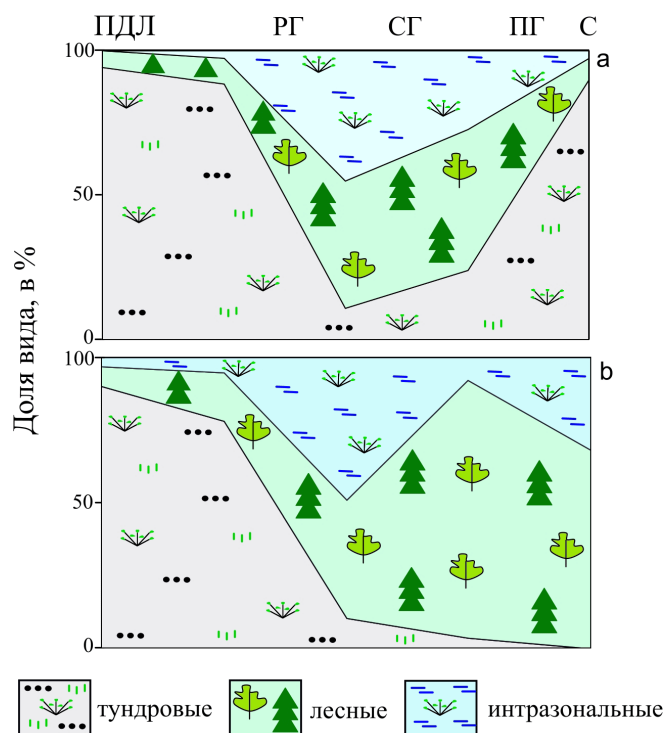 ПДЛ РГ СГ ПГ С
100 a
50
0
Доля вида, в %
100 b
50
0
тундровые лесные интразональные